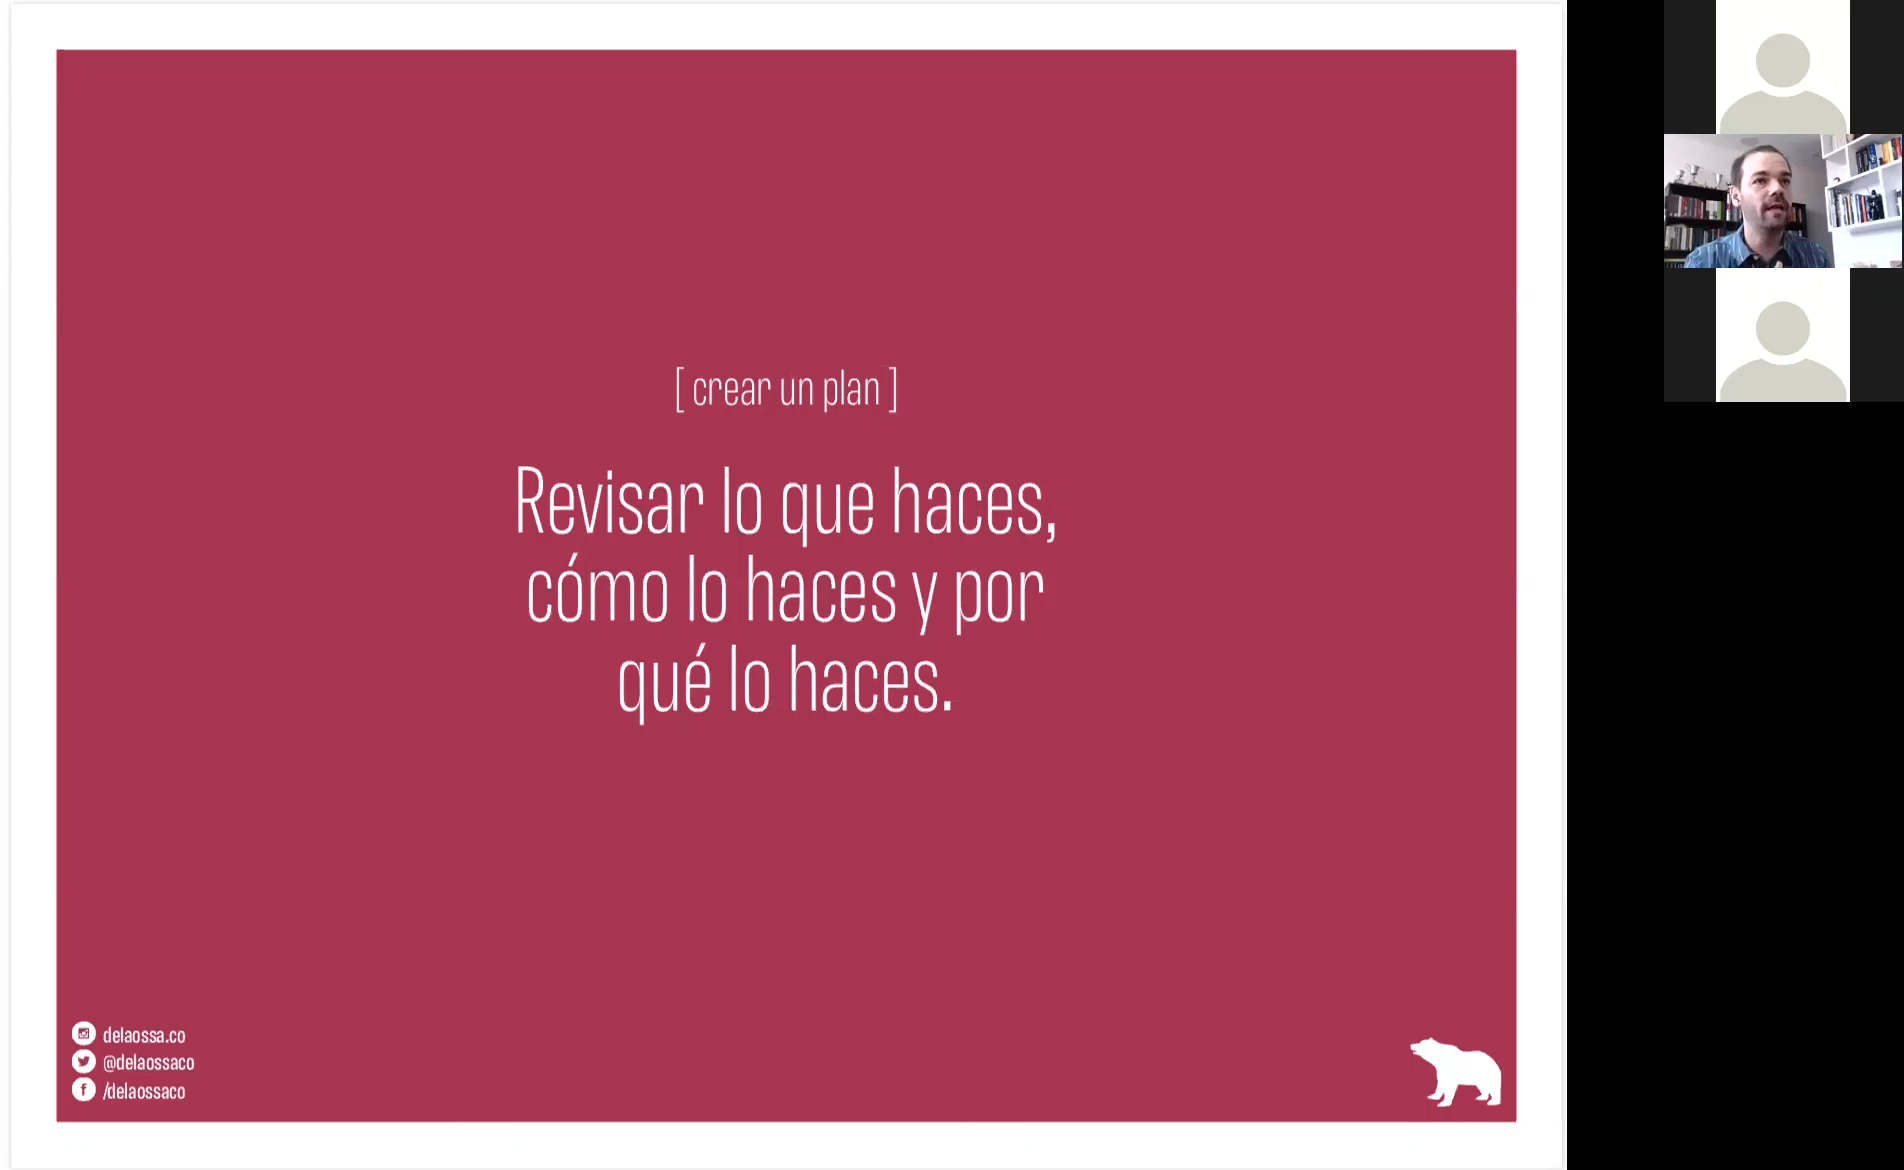 [ crear un plan ]
Revisar lo que haces,
cómo lo haces y por
qué lo haces.
delaossa.co
@delaossaco
/delaossaco